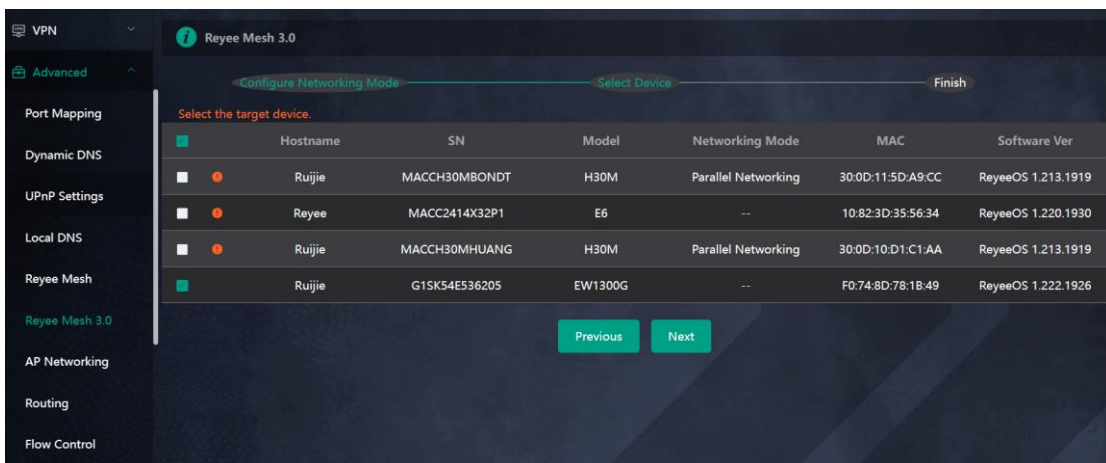 VPN
Advanced
Port Mapping
Dynamic DNS
UPnP Settings
Local DNS
Reyee Mesh
Reyee Mesh 3.0
AP Networking
Routing
Flow Control
Reyee Mesh 3.0
Configure Networking Mode Select Device Finish
Select the target device.
Hostname SN Model Networking Mode MAC Software Ver
Ruijie MACCH30MBONDT H30M Parallel Networking 30:0D:11:5D:A9:CC ReyeeOS 1.213.1919
Reyee MACC2414X32P1 E6 -- 10:82:3D:35:56:34 ReyeeOS 1.220.1930
Ruijie MACCH30MHUANG H30M Parallel Networking 30:0D:10:D1:C1:AA ReyeeOS 1.213.1919
Ruijie G1SK54E536205 EW1300G -- F0:74:8D:78:1B:49 ReyeeOS 1.222.1926
Previous Next